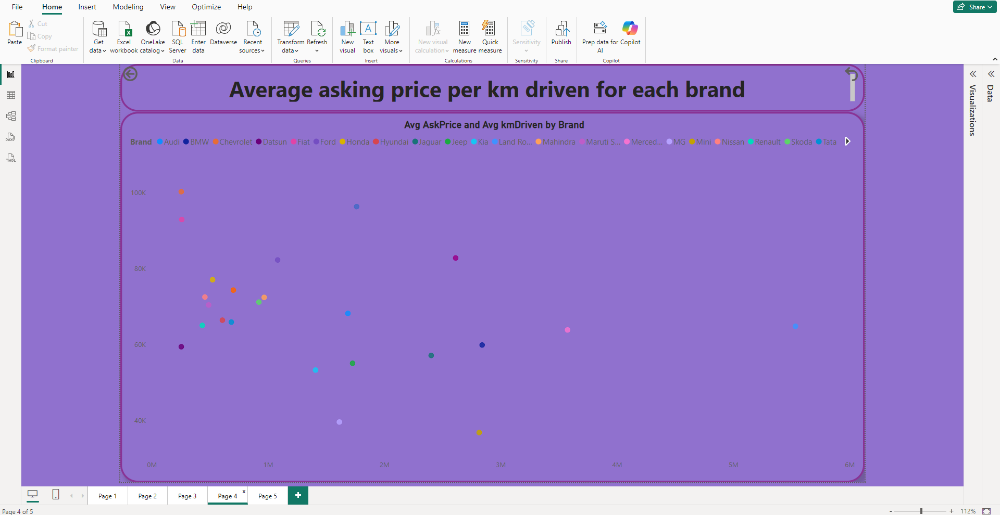 File Home Insert Modeling View Optimize Help
Share
Paste
Cut
Copy
Format painter
Clipboard
Get data
Excel workbook
OneLake catalog
SQL Server
Enter data
Dataverse
Recent sources
Data
Transform data
Refresh
Queries
New visual
Text box
More visuals
Insert
New visual calculation
New measure
Quick measure
Calculations
Sensitivity
Sensitivity
Publish
Share
Prep data for AI
Copilot
Copilot
DAX
TMDL
Average asking price per km driven for each brand
Avg AskPrice and Avg kmDriven by Brand
Brand Audi BMW Chevrolet Datsun Fiat Ford Honda Hyundai Jaguar Jeep Kia Land Ro... Mahindra Maruti S... Merced... MG Mini Nissan Renault Skoda Tata
100K
80K
60K
40K
0M 1M 2M 3M 4M 5M 6M
Visualizations
Data
Page 1 Page 2 Page 3 Page 4 x Page 5 +
Page 4 of 5
- + 112%